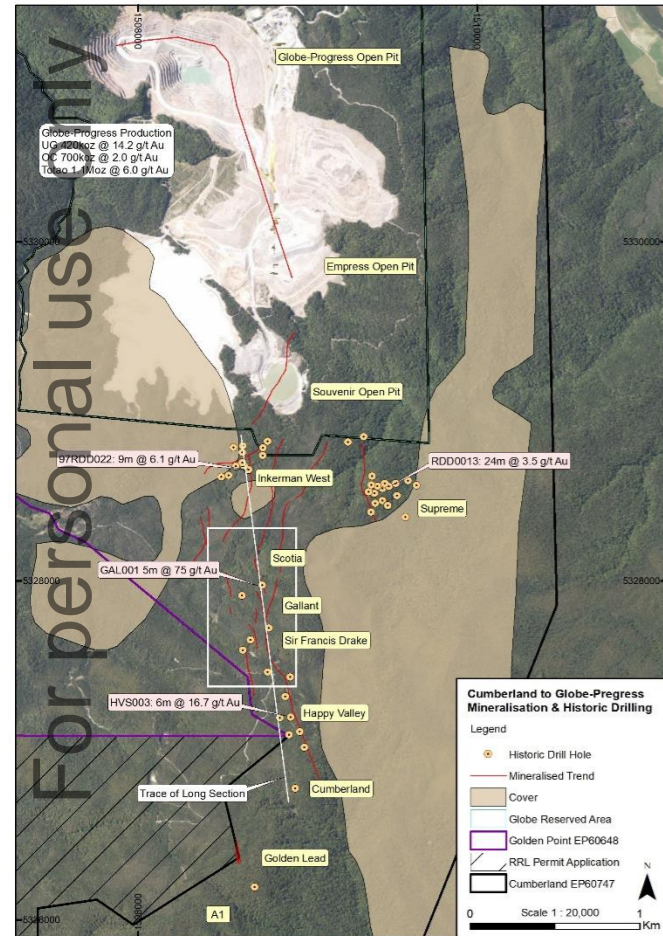 For personal use only
1508000
1510000
Globe-Progress Open Pit
Globe-Progress Production
UG 420koz @ 14.2 g/t Au
OC 700koz @ 2.0 g/t Au
Totao 1.1Moz @ 6.0 g/t Au
5330000
5330000
Empress Open Pit
Souvenir Open Pit
97RDD022: 9m @ 6.1 g/t Au
RDD0013: 24m @ 3.5 g/t Au
Inkerman West
Supreme
Scotia
5328000
5328000
GAL001 5m @ 75 g/t Au
Gallant
Sir Francis Drake
HVS003: 6m @ 16.7 g/t Au
Happy Valley
Trace of Long Section
Cumberland
Golden Lead
A1
1508000
Cumberland to Globe-Pregress
Mineralisation & Historic Drilling
Legend
Historic Drill Hole
Mineralised Trend
Cover
Globe Reserved Area
Golden Point EP60648
RRL Permit Application
Cumberland EP60747
N
0 Scale 1 : 20,000 1
Km